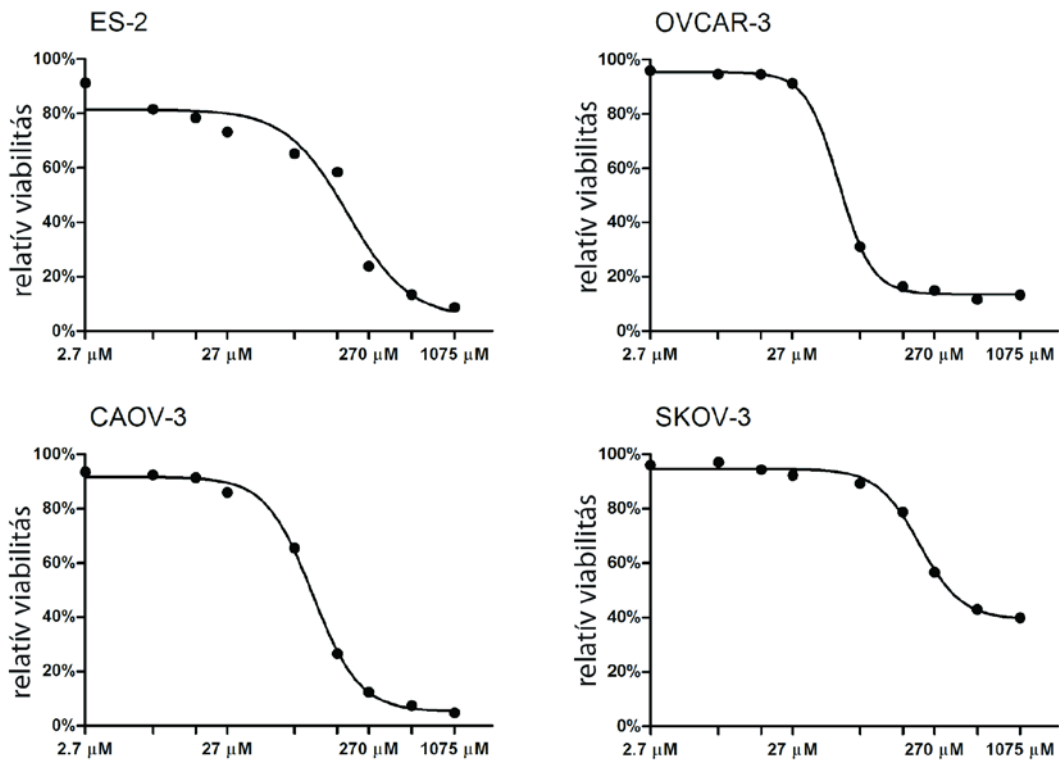 ES-2
100%
80%
60%
40%
20%
0%
relatív viabilitás
2.7 µM 27 µM 270 µM 1075 µM
OVCAR-3
100%
80%
60%
40%
20%
0%
relatív viabilitás
2.7 µM 27 µM 270 µM 1075 µM
CAOV-3
100%
80%
60%
40%
20%
0%
relatív viabilitás
2.7 µM 27 µM 270 µM 1075 µM
SKOV-3
100%
80%
60%
40%
20%
0%
relatív viabilitás
2.7 µM 27 µM 270 µM 1075 µM